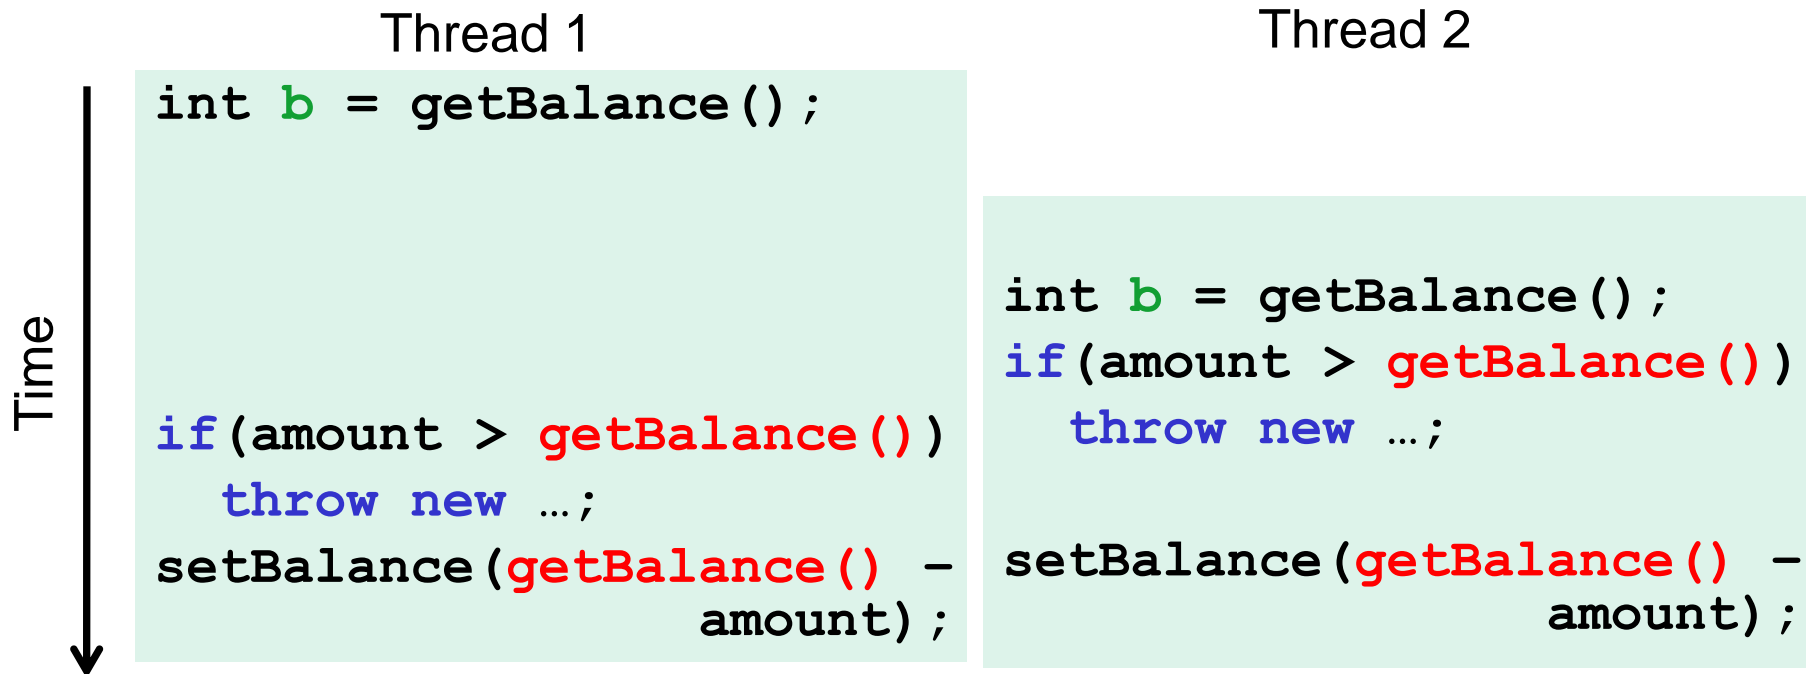 Thread 1
Thread 2
Time
int b = getBalance();
if(amount > getBalance())
throw new …;
setBalance(getBalance() –
amount);
int b = getBalance();
if(amount > getBalance())
throw new …;
setBalance(getBalance() –
amount);